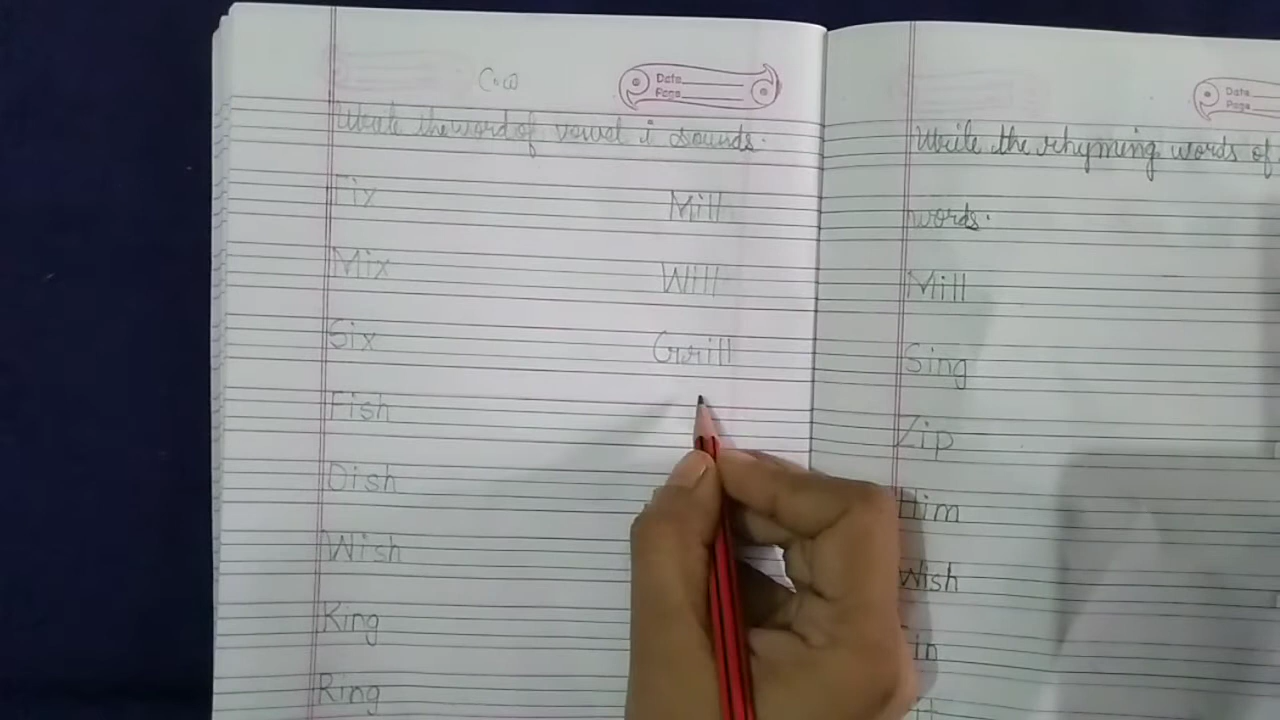 C.W
Date
Page
Write the word of vowel i sounds.
Fix
Mix
Six
Fish
Dish
Wish
King
Ring
Mill
Will
Grill
Date
Page
Write the rhyming words of
words.
Mill
Sing
Zip
Him
Wish